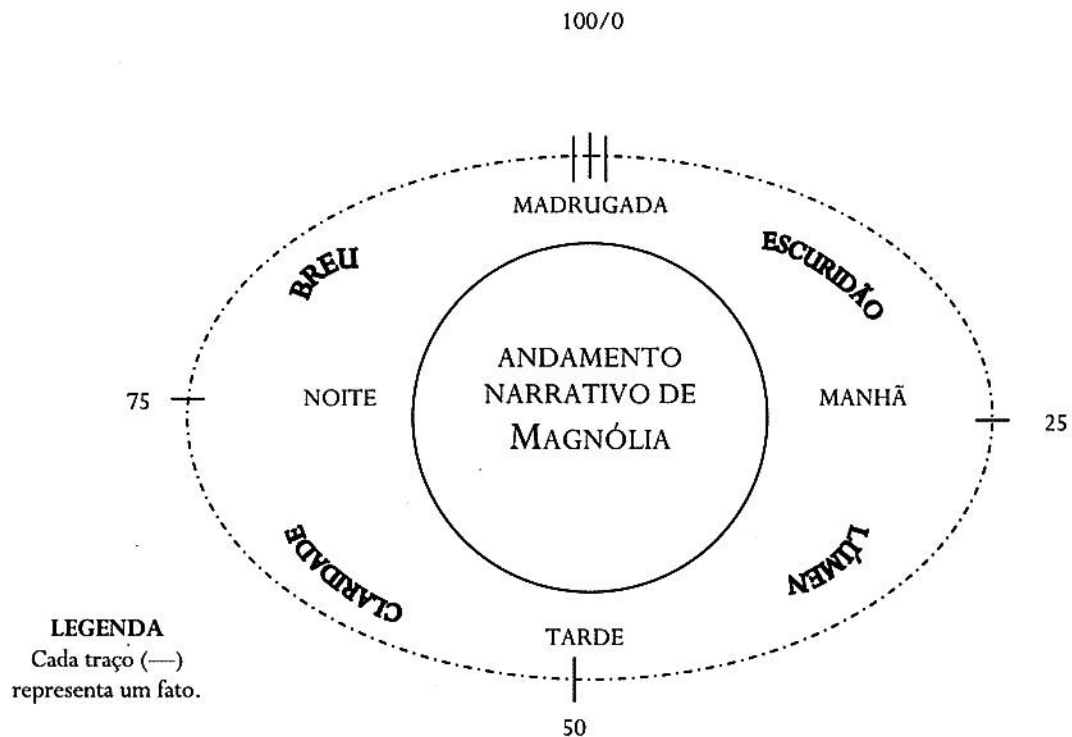 100/0
MADRUGADA
BREU
ESCURIDÃO
ANDAMENTO
NARRATIVO DE
MAGNÓLIA
75
NOITE
MANHÃ
25
CLARIDADE
LÚMEN
TARDE
50
LEGENDA
Cada traço (—)
representa um fato.